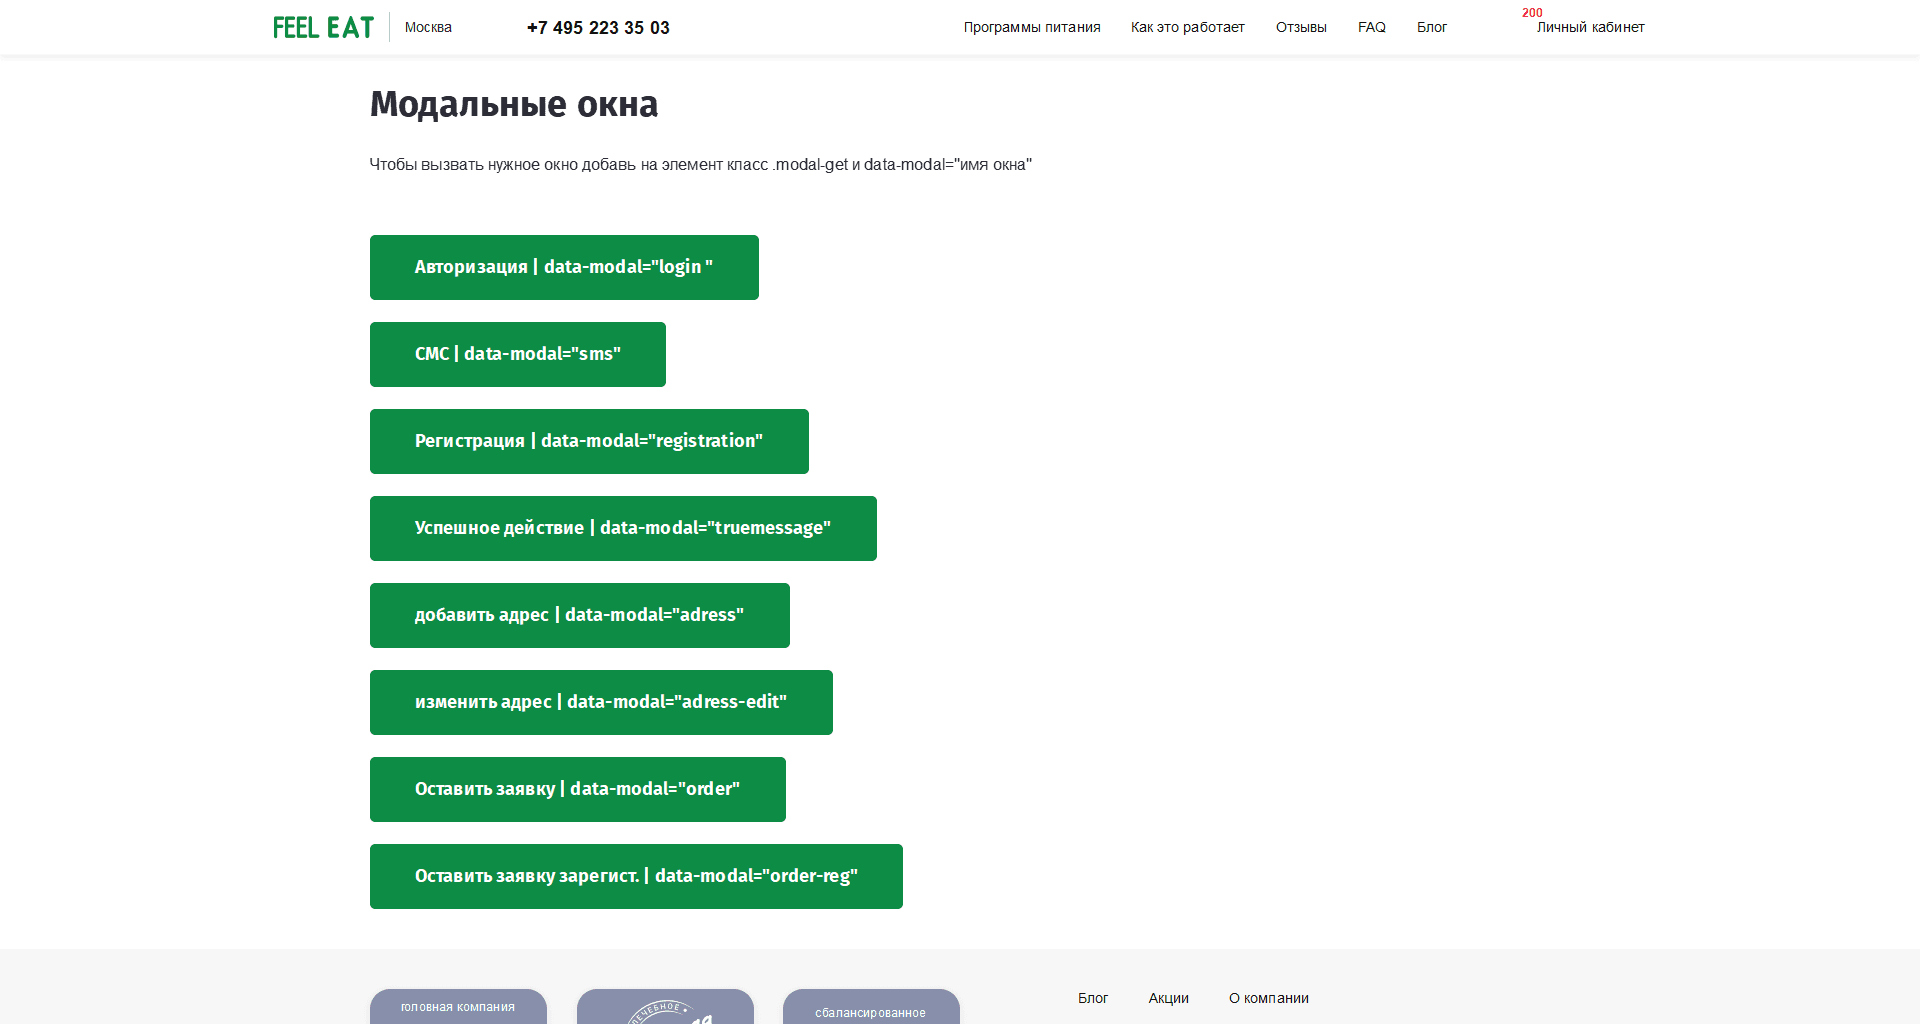 FEEL EAT
Москва
+7 495 223 35 03
Программы питания
Как это работает
Отзывы
FAQ
Блог
200
Личный кабинет
Модальные окна
Чтобы вызвать нужное окно добавь на элемент класс .modal-get и data-modal="имя окна"
Авторизация | data-modal="login "
СМС | data-modal="sms"
Регистрация | data-modal="registration"
Успешное действие | data-modal="truemessage"
добавить адрес | data-modal="adress"
изменить адрес | data-modal="adress-edit"
Оставить заявку | data-modal="order"
Оставить заявку зарегист. | data-modal="order-reg"
головная компания
сбалансированное
Блог
Акции
О компании